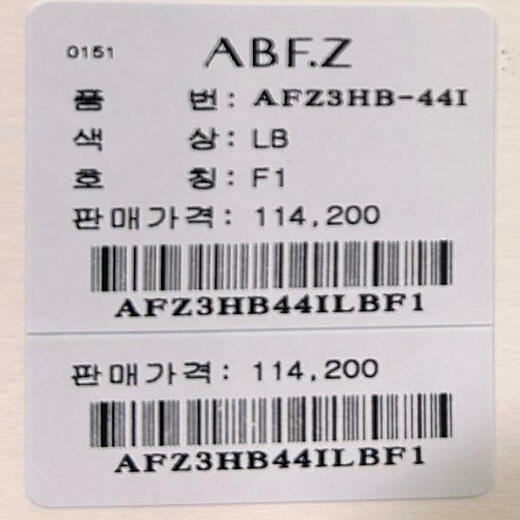 0151 ABF.Z
품 번: AFZ3HB-44I
색 상: LB
호 칭: F1
판매가격: 114,200
AFZ3HB44ILBF1
판매가격: 114,200
AFZ3HB44ILBF1